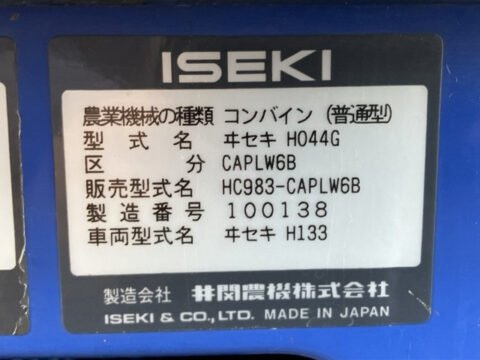 ISEKI
農業機械の種類 コンバイン (普通型)
型式名 ヰセキ HO44G
区分 CAPLW6B
販売型式名 HC983-CAPLW6B
製造番号 100138
車両型式名 ヰセキ H133
製造会社 井関農機株式会社
ISEKI & CO., LTD. MADE IN JAPAN